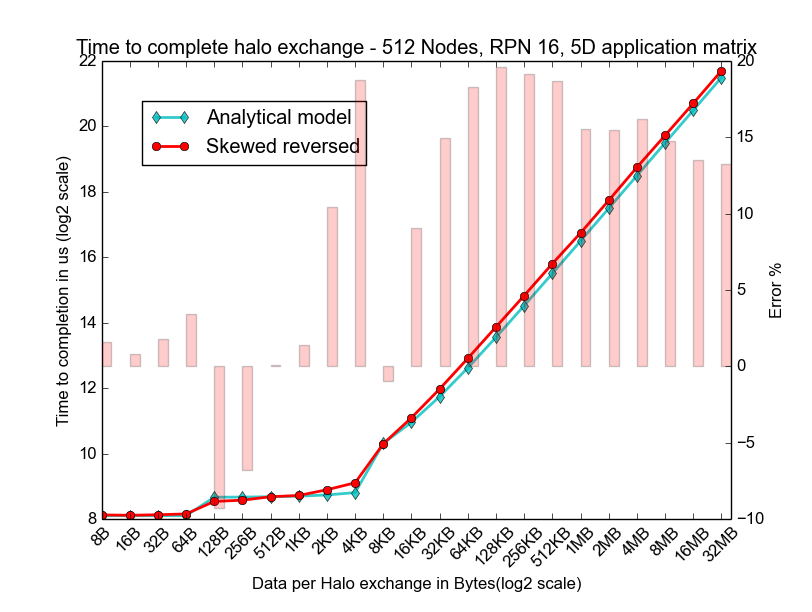 Time to complete halo exchange - 512 Nodes, RPN 16, 5D application matrix
Analytical model
Skewed reversed
Time to completion in us (log2 scale)
22
20
18
16
14
12
10
8
20
15
10
5
0
−5
−10
Error %
8B
16B
32B
64B
128B
256B
512B
1KB
2KB
4KB
8KB
16KB
32KB
64KB
128KB
256KB
512KB
1MB
2MB
4MB
8MB
16MB
32MB
Data per Halo exchange in Bytes(log2 scale)